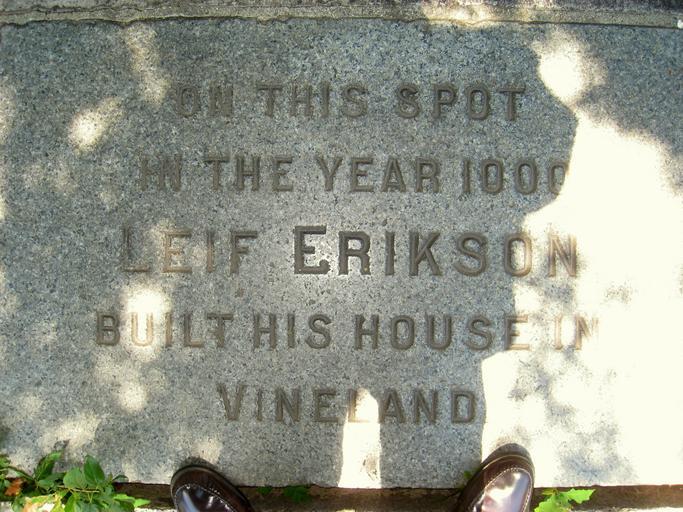 ON THIS SPOT
IN THE YEAR 1000
LEIF ERIKSON
BUILT HIS HOUSE IN
VINELAND